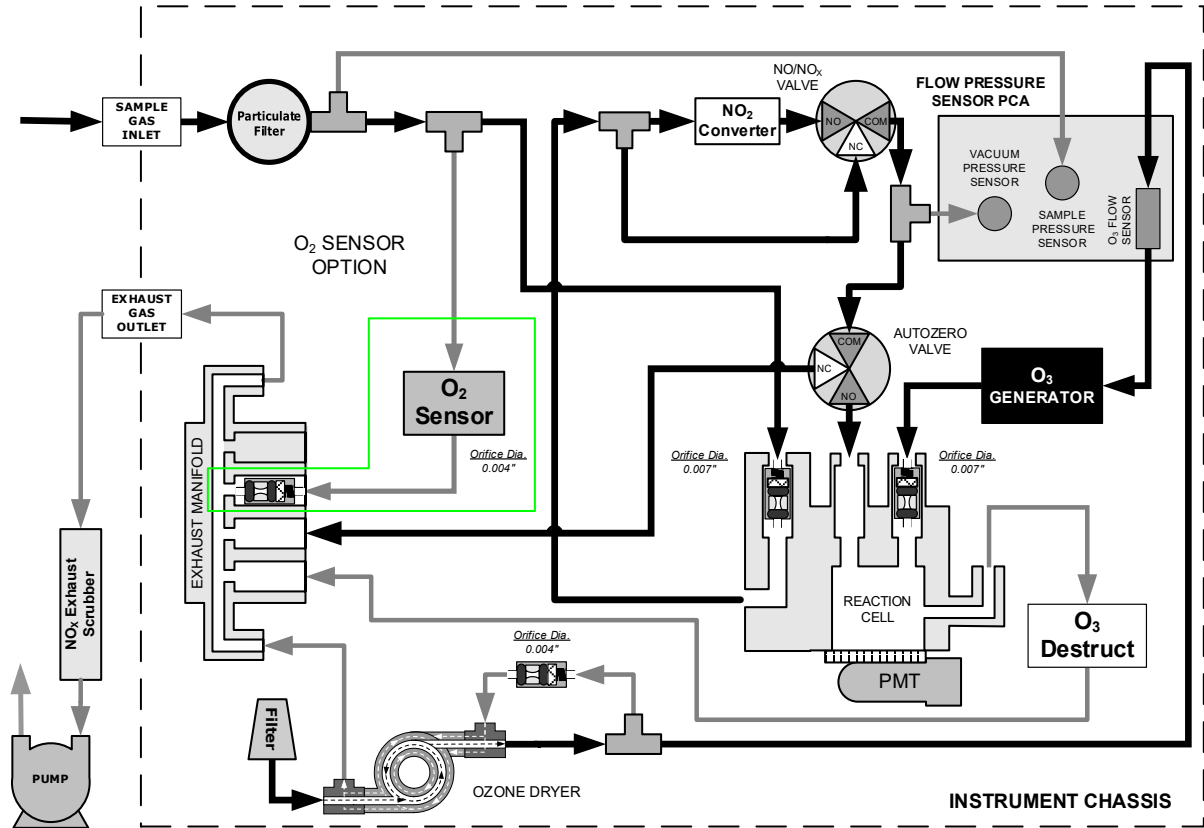 SAMPLE
GAS
INLET
Particulate
Filter
NO/NOX
VALVE
NO2
Converter
NO
COM
NC
FLOW PRESSURE
SENSOR PCA
VACUUM
PRESSURE
SENSOR
SAMPLE
PRESSURE
SENSOR
O3 FLOW
SENSOR
O2 SENSOR
OPTION
EXHAUST
GAS
OUTLET
O2
Sensor
Orifice Dia.
0.004"
EXHAUST MANIFOLD
AUTOZERO
VALVE
COM
NC
NO
O3
GENERATOR
Orifice Dia.
0.007"
Orifice Dia.
0.007"
NOX Exhaust
Scrubber
REACTION
CELL
PMT
O3
Destruct
Orifice Dia.
0.004"
Filter
OZONE DRYER
PUMP
INSTRUMENT CHASSIS